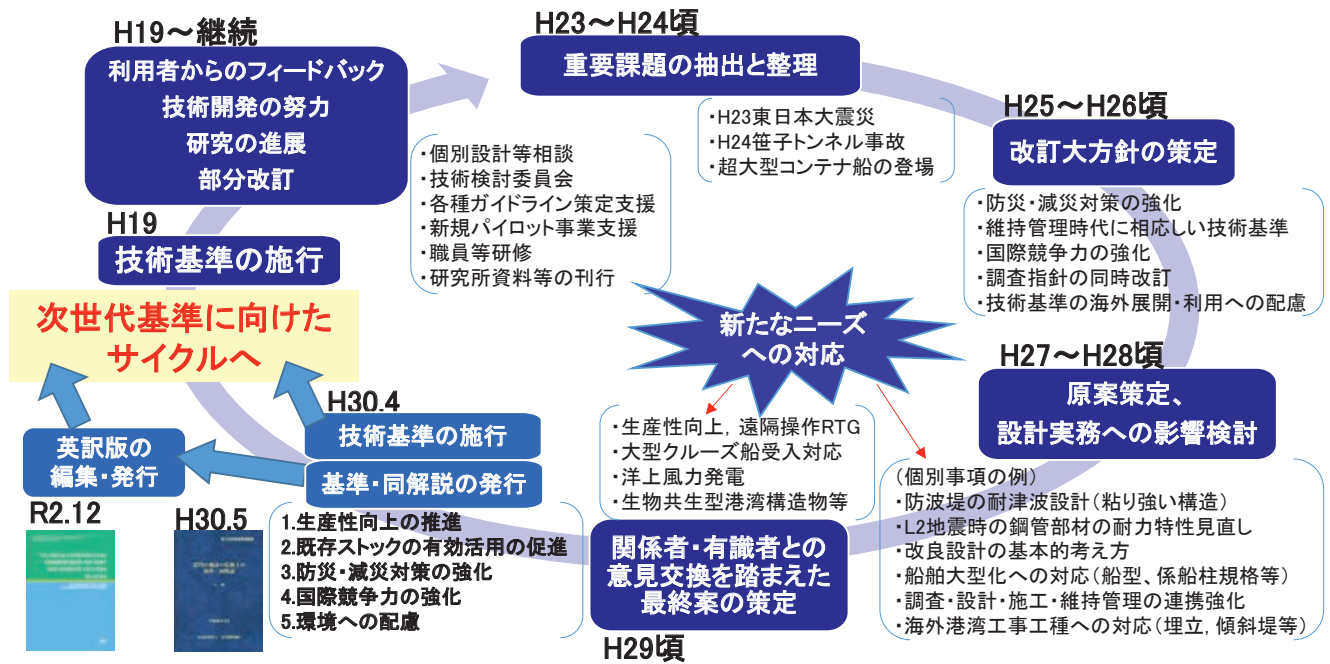 H19～継続
利用者からのフィードバック
技術開発の努力
研究の進展
部分改訂
・個別設計等相談
・技術検討委員会
・各種ガイドライン策定支援
・新規パイロット事業支援
・職員等研修
・研究所資料等の刊行
H23～H24頃
重要課題の抽出と整理
・H23東日本大震災
・H24笹子トンネル事故
・超大型コンテナ船の登場
H25～H26頃
改訂大方針の策定
・防災・減災対策の強化
・維持管理時代に相応しい技術基準
・国際競争力の強化
・調査指針の同時改訂
・技術基準の海外展開・利用への配慮
H27～H28頃
原案策定、
設計実務への影響検討
（個別事項の例）
・防波堤の耐津波設計（粘り強い構造）
・L2地震時の鋼管部材の耐力特性見直し
・改良設計の基本的考え方
・船舶大型化への対応（船型、係船柱規格等）
・調査・設計・施工・維持管理の連携強化
・海外港湾工事工種への対応（埋立，傾斜堤等）
新たなニーズ
への対応
・生産性向上，遠隔操作RTG
・大型クルーズ船受入対応
・洋上風力発電
・生物共生型港湾構造物等
関係者・有識者との
意見交換を踏まえた
最終案の策定
H29頃
H30.4
技術基準の施行
基準・同解説の発行
1.生産性向上の推進
2.既存ストックの有効活用の促進
3.防災・減災対策の強化
4.国際競争力の強化
5.環境への配慮
H30.5
英訳版の
編集・発行
R2.12
H19
技術基準の施行
次世代基準に向けた
サイクルへ